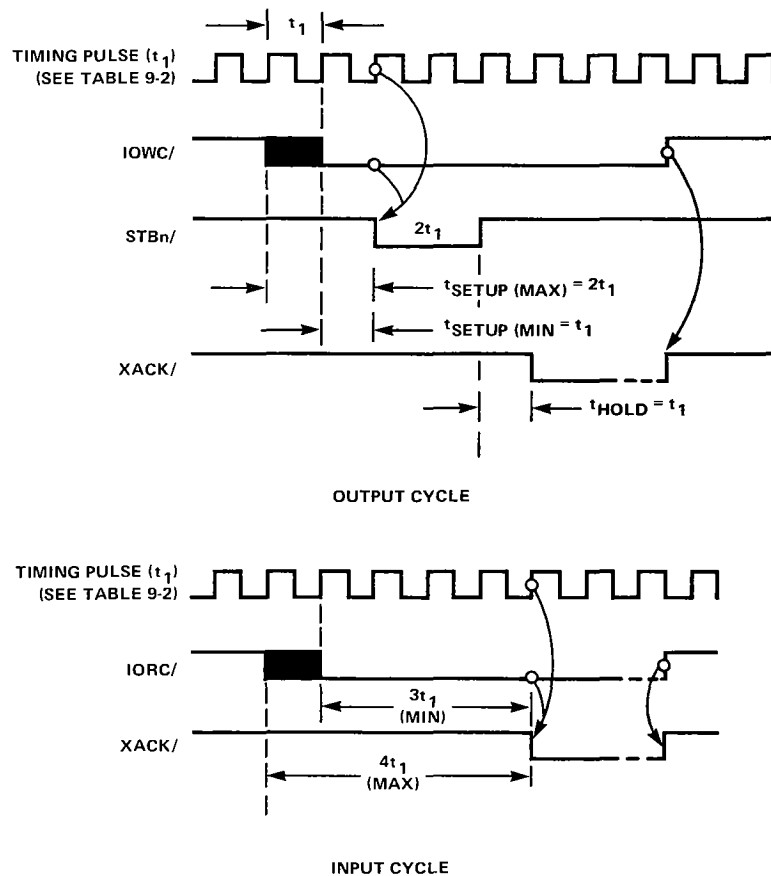 t1
TIMING PULSE (t1)
(SEE TABLE 9-2)
IOWC/
STBn/
2t1
tSETUP (MAX) = 2t1
tSETUP (MIN = t1
XACK/
tHOLD = t1
OUTPUT CYCLE
TIMING PULSE (t1)
(SEE TABLE 9-2)
IORC/
3t1
(MIN)
XACK/
4t1
(MAX)
INPUT CYCLE